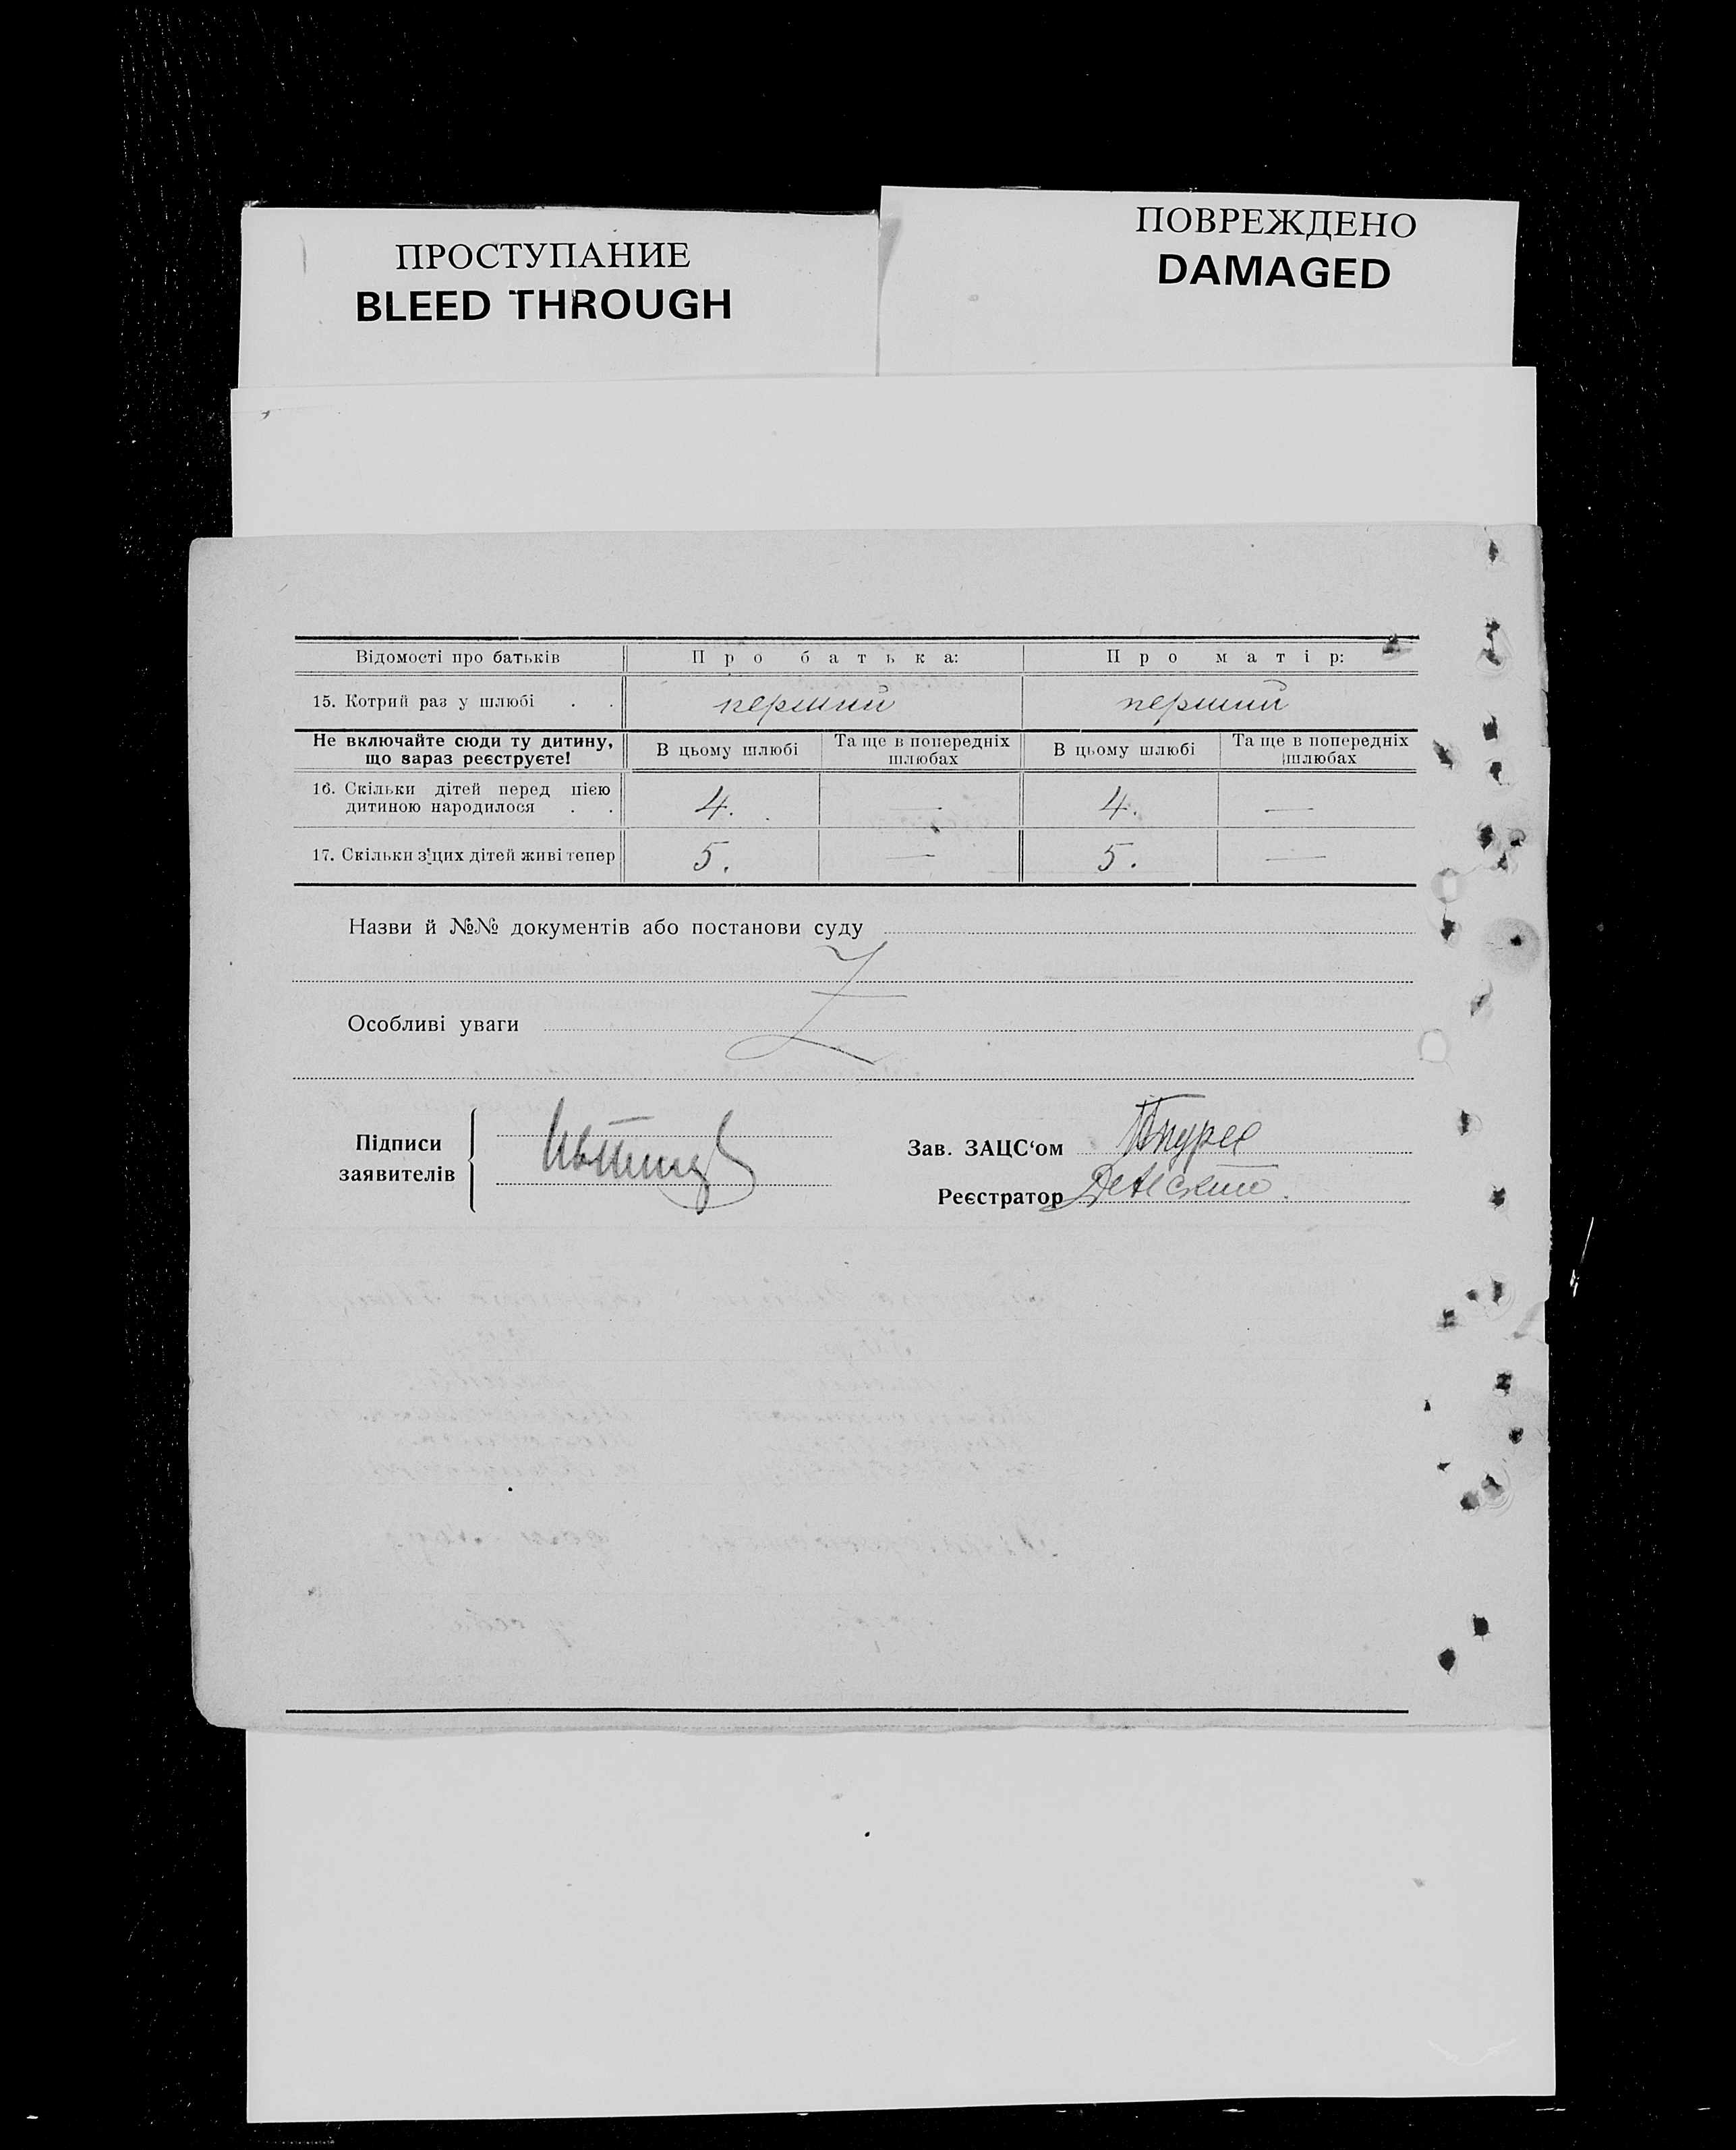 ПРОСТУПАНИЕ
BLEED THROUGH
ПОВРЕЖДЕНО
DAMAGED
Відомості про батьків Про батька: Про матір:
15. Котрий раз у шлюбі . . перший перший
Не включайте сюди ту дитину, що зараз реєструєте! В цьому шлюбі Та ще в попередніх шлюбах В цьому шлюбі Та ще в попередніх шлюбах
16. Скільки дітей перед цією дитиною народилося . . 4. — 4. —
17. Скільки з'цих дітей живі тепер 5. — 5. —
Назви й №№ документів або постанови суду
Z
Особливі уваги
Підписи заявителів
Зав. ЗАЦС‘ом
Реєстратор